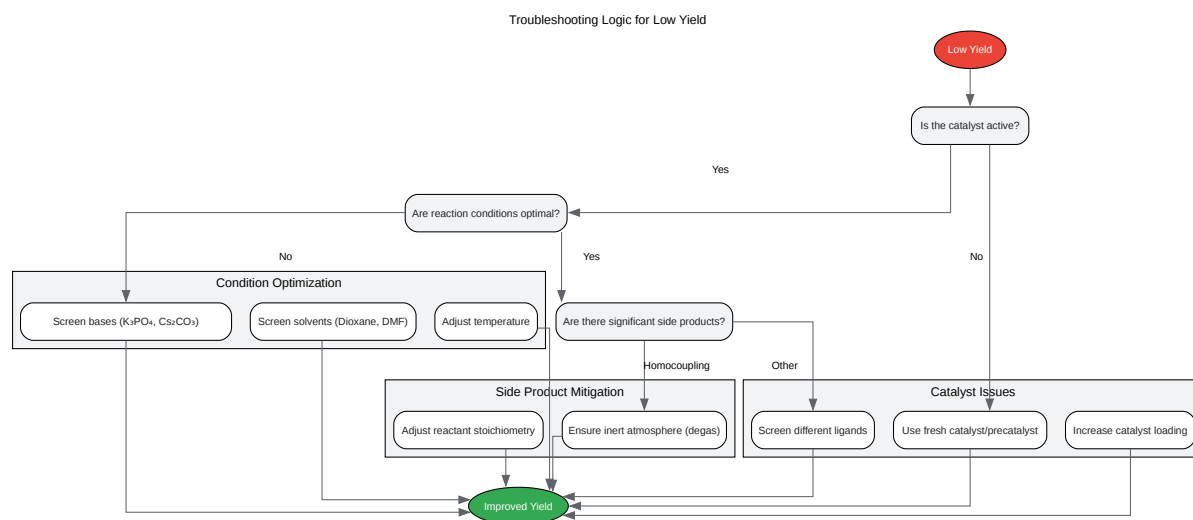 Troubleshooting Logic for Low Yield
Low Yield
Is the catalyst active?
Yes
Are reaction conditions optimal?
No
Yes
No
Condition Optimization
Screen bases (K₃PO₄, Cs₂CO₃)
Screen solvents (Dioxane, DMF)
Adjust temperature
Are there significant side products?
Homocoupling
Other
Side Product Mitigation
Catalyst Issues
Adjust reactant stoichiometry
Ensure inert atmosphere (degas)
Screen different ligands
Use fresh catalyst/precatalyst
Increase catalyst loading
Improved Yield